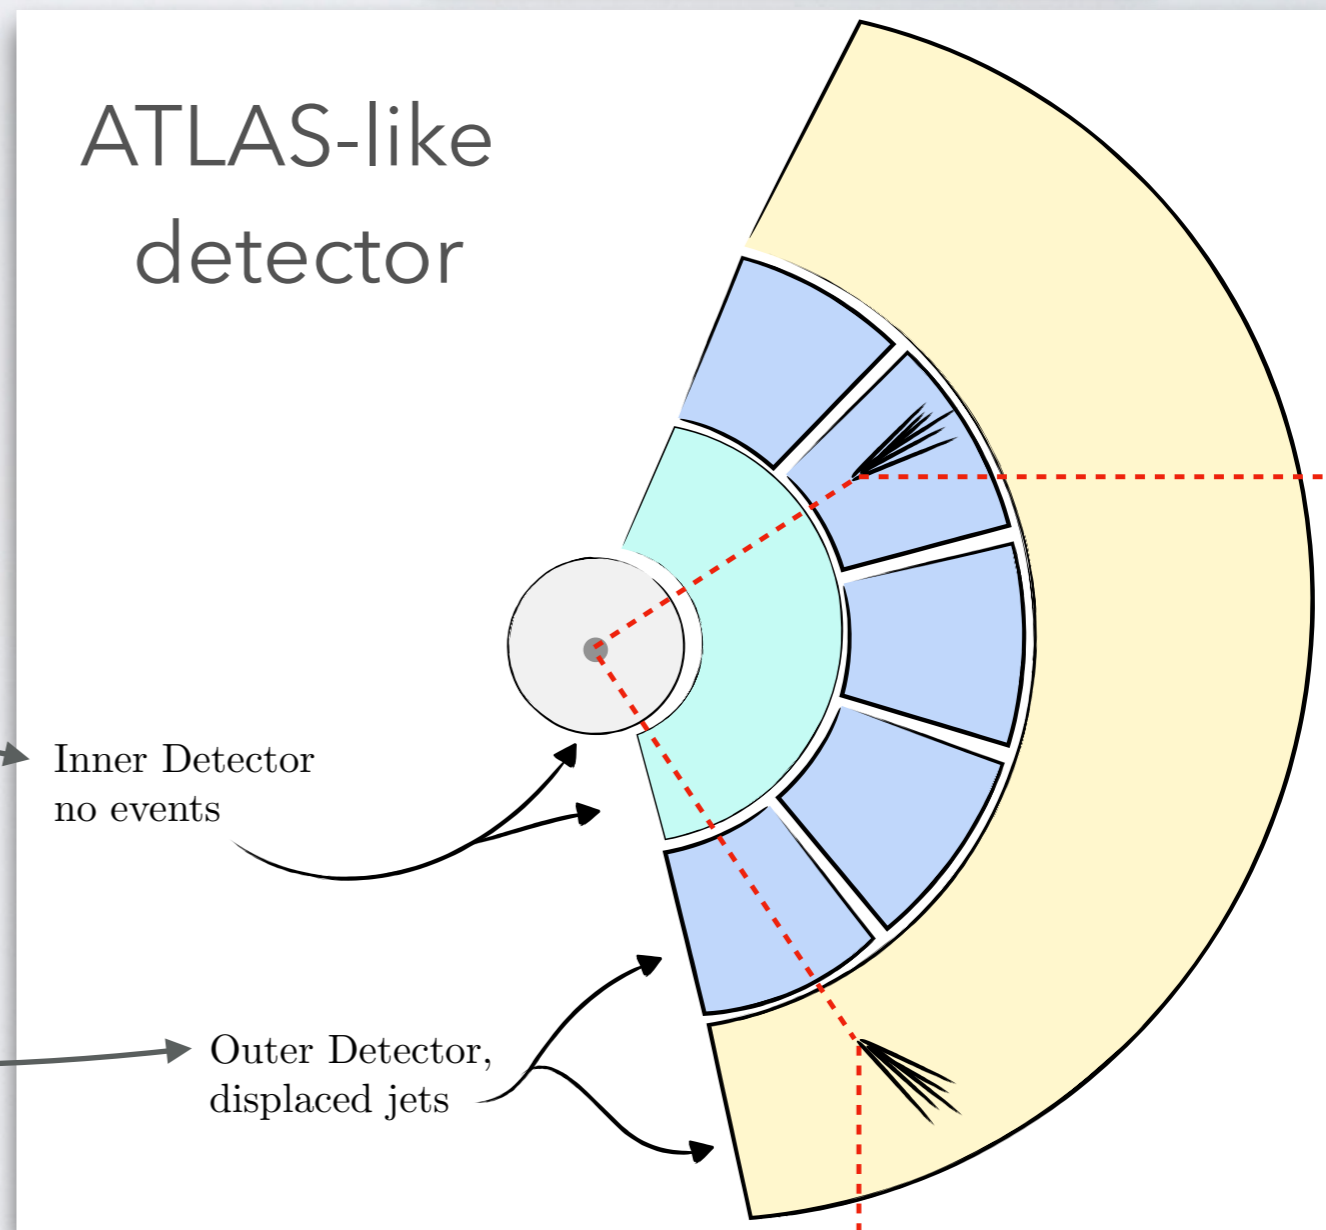 ATLAS-like
detector
Inner Detector
no events
Outer Detector,
displaced jets